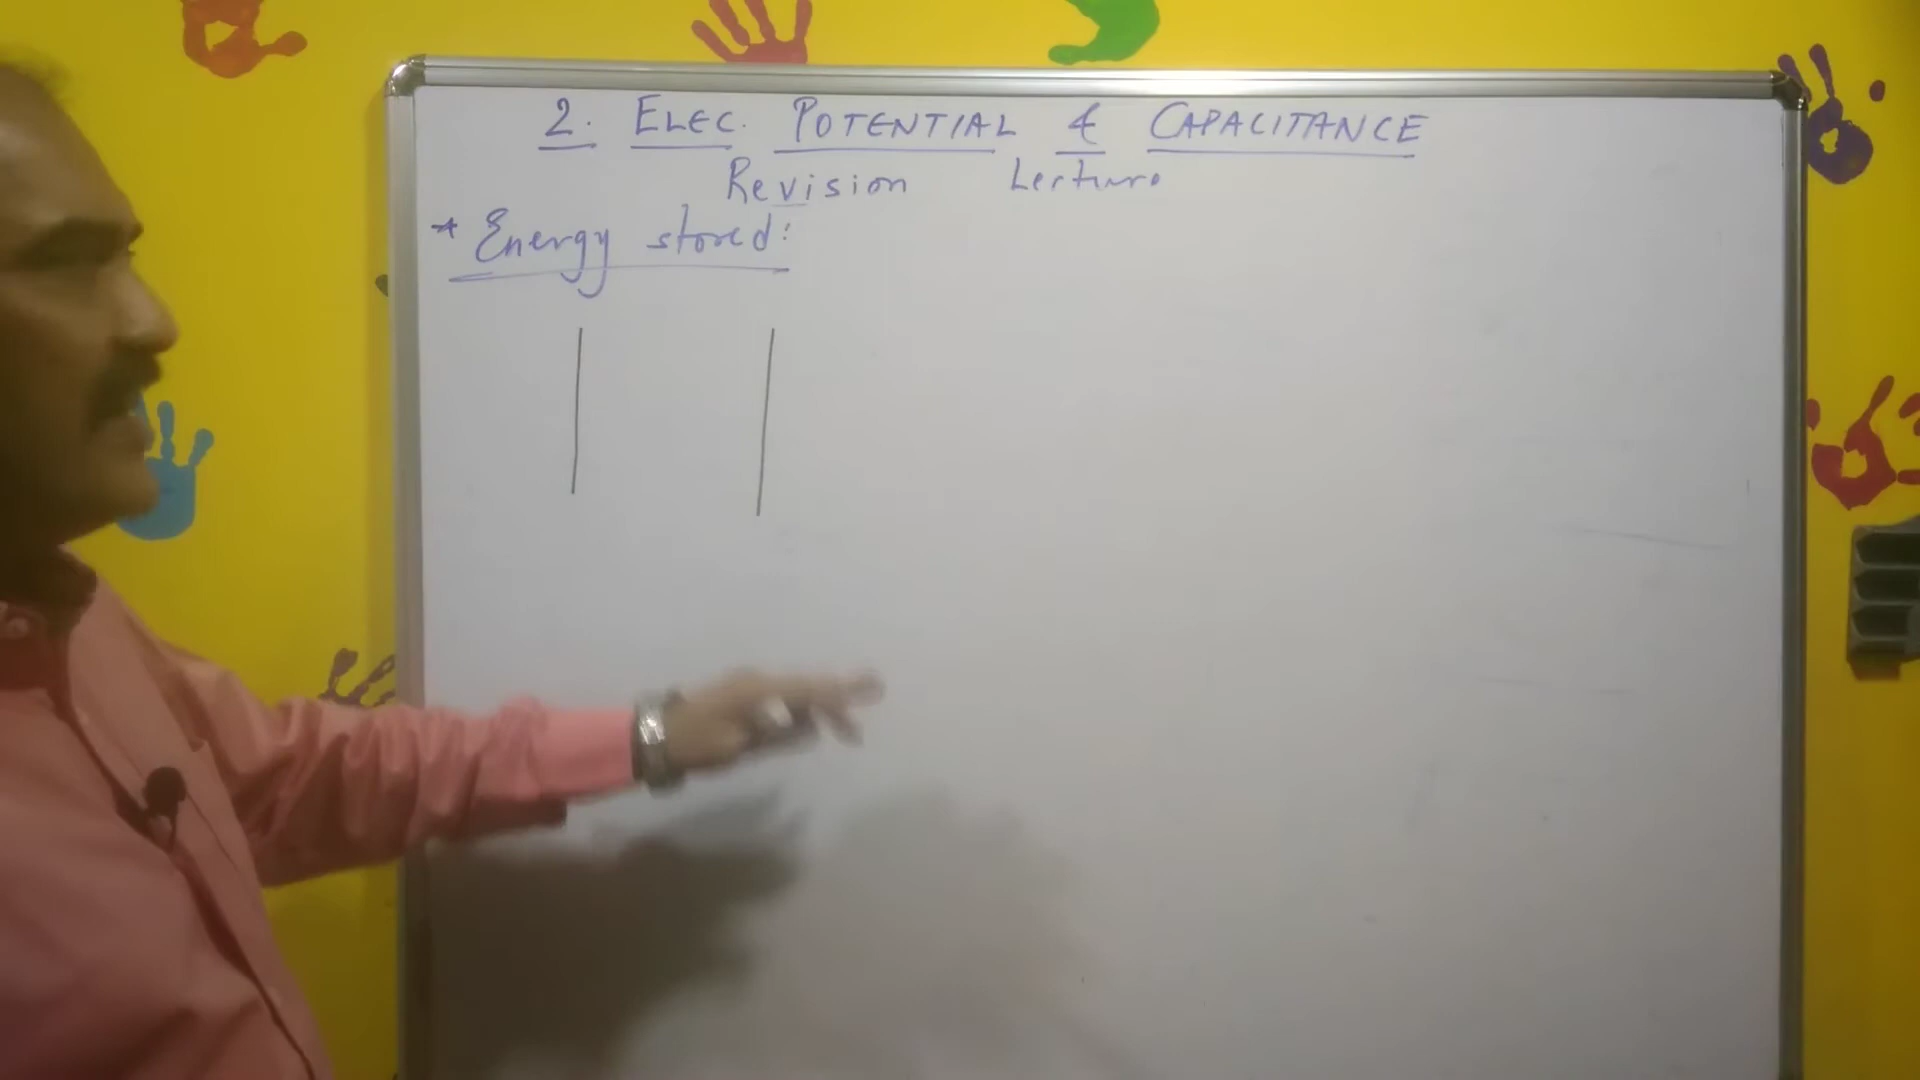 2. ELEC. POTENTIAL & CAPACITANCE
Revision Lecture
* Energy stored: